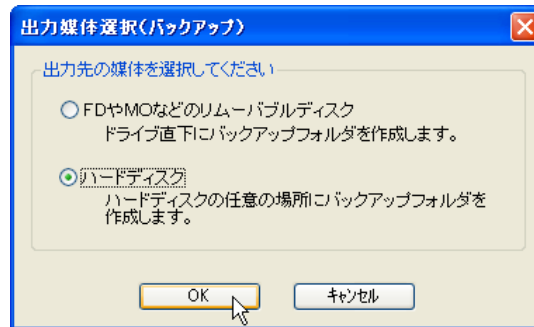 出力媒体選択(バックアップ)
出力先の媒体を選択してください
FDやMOなどのリムーバブルディスク
ドライブ直下にバックアップフォルダを作成します。
ハードディスク
ハードディスクの任意の場所にバックアップフォルダを
作成します。
OK
キャンセル